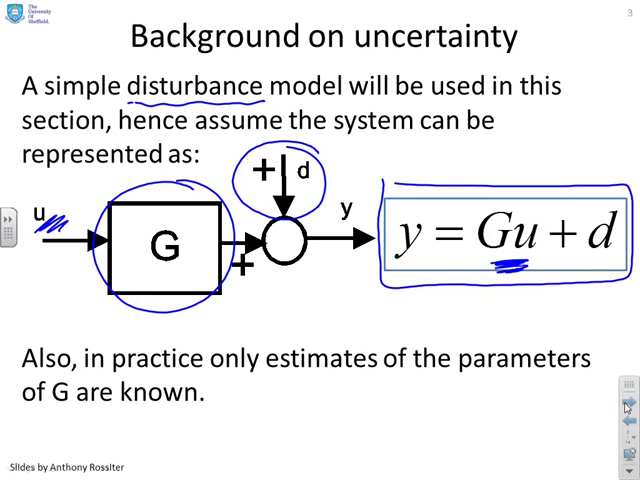 The
University
Of
Sheffield.
3
Background on uncertainty
A simple disturbance model will be used in this
section, hence assume the system can be
represented as:
+ d
u
G
+
y
y = Gu + d
Also, in practice only estimates of the parameters
of G are known.
Slides by Anthony Rossiter